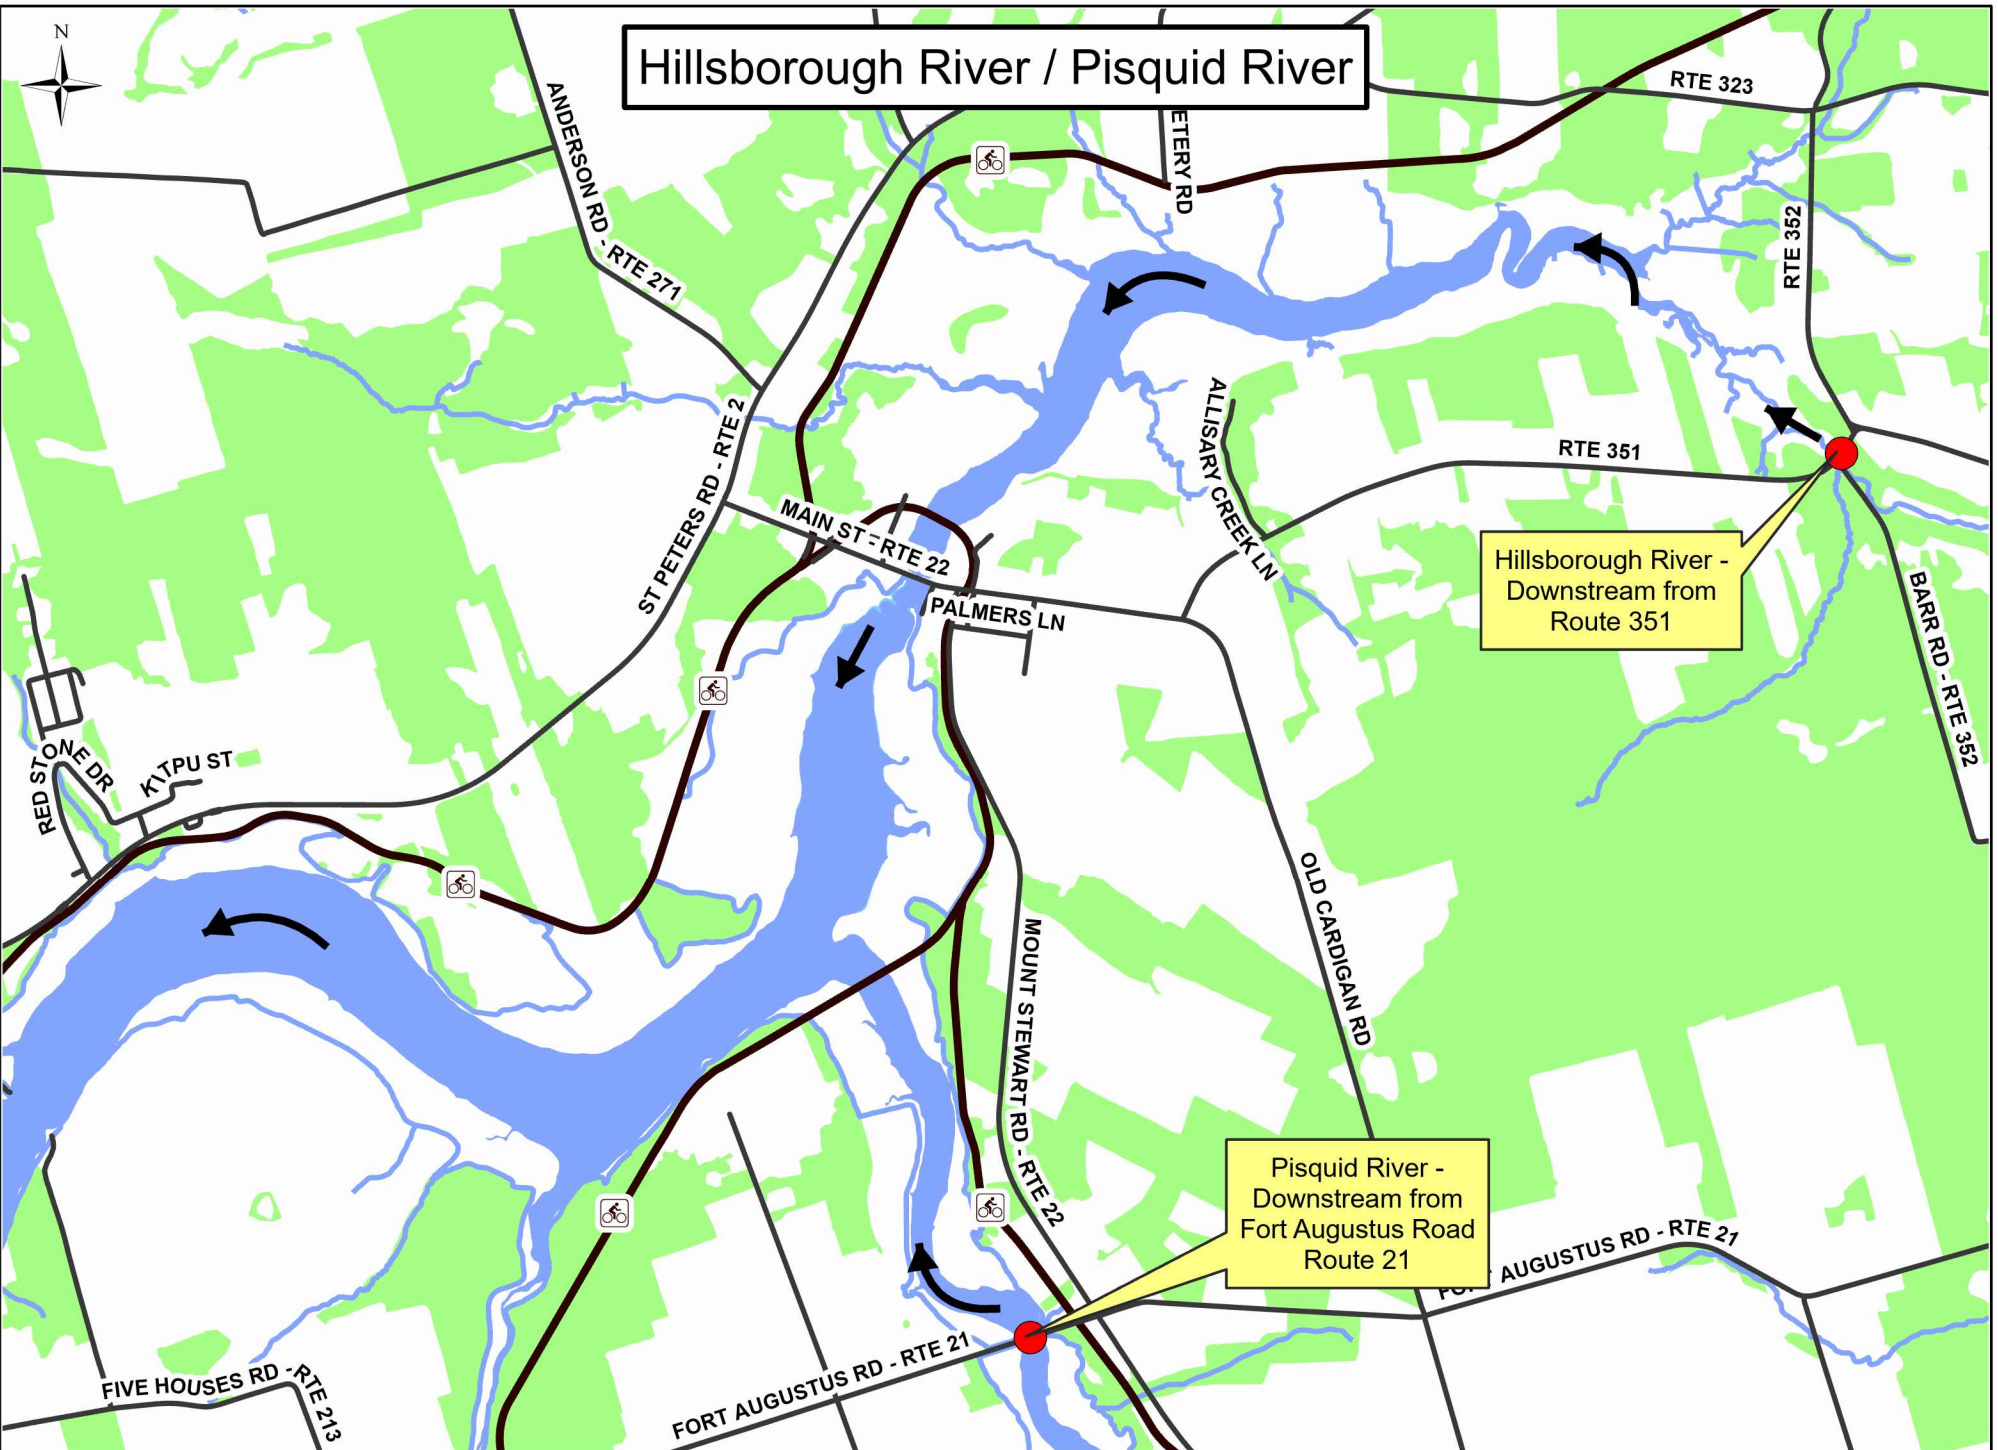 N
Hillsborough River / Pisquid River
RTE 323
ANDERSON RD - RTE 271
ETERY RD
RTE 352
ST PETERS RD - RTE 2
ALLISARY CREEK LN
RTE 351
MAIN ST - RTE 22
PALMERS LN
Hillsborough River -
Downstream from
Route 351
BARR RD - RTE 352
RED STONE DR
KITPU ST
OLD CARDIGAN RD
MOUNT STEWART RD - RTE 22
Pisquid River -
Downstream from
Fort Augustus Road
Route 21
AUGUSTUS RD - RTE 21
FORT AUGUSTUS RD - RTE 21
FIVE HOUSES RD - RTE 213